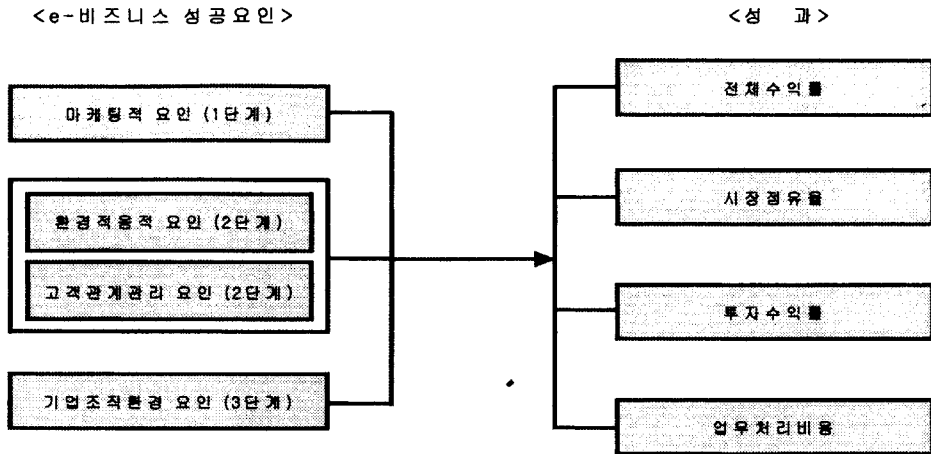 <e-비즈니스 성공요인>
<성 과>
마케팅적 요인 (1단계)
환경적응적 요인 (2단계)
고객관계관리 요인 (2단계)
기업조직환경 요인 (3단계)
전체수익률
시장점유율
투자수익률
업무처리비용